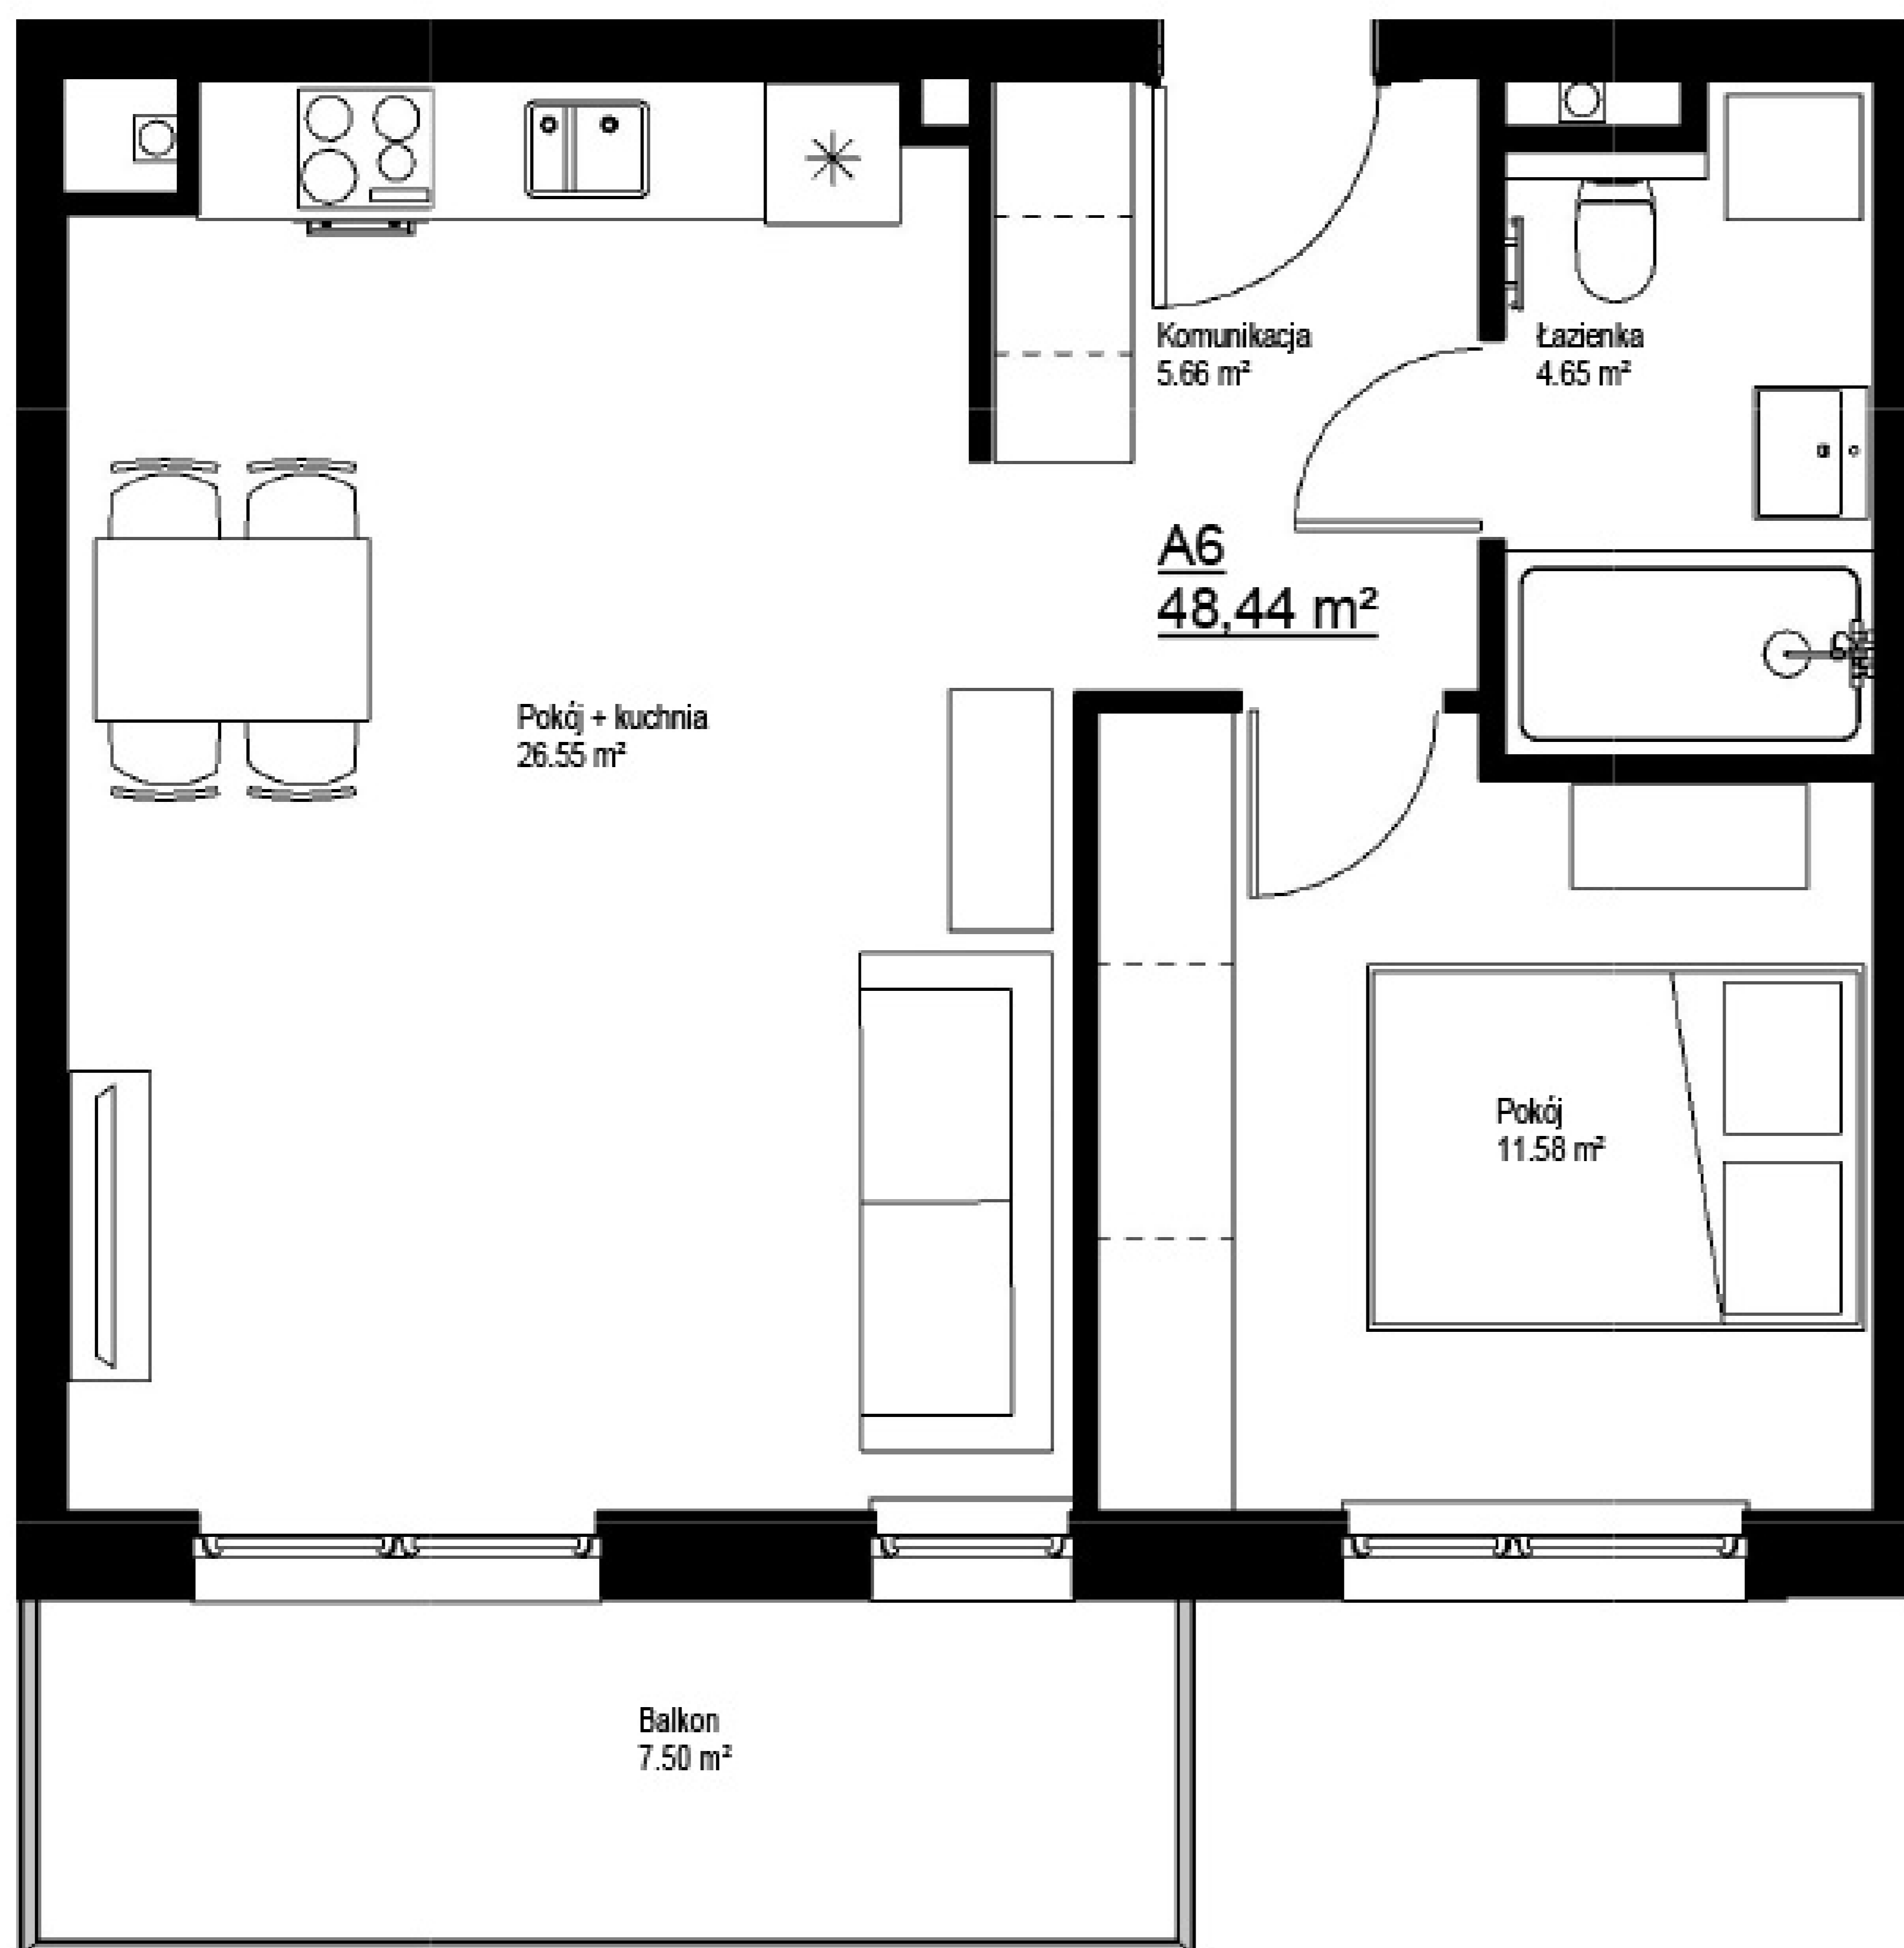 Komunikacja
5.66 m²
Łazienka
4.65 m²
A6
48,44 m²
Pokój + kuchnia
26.55 m²
Pokój
11.58 m²
Balkon
7.50 m²